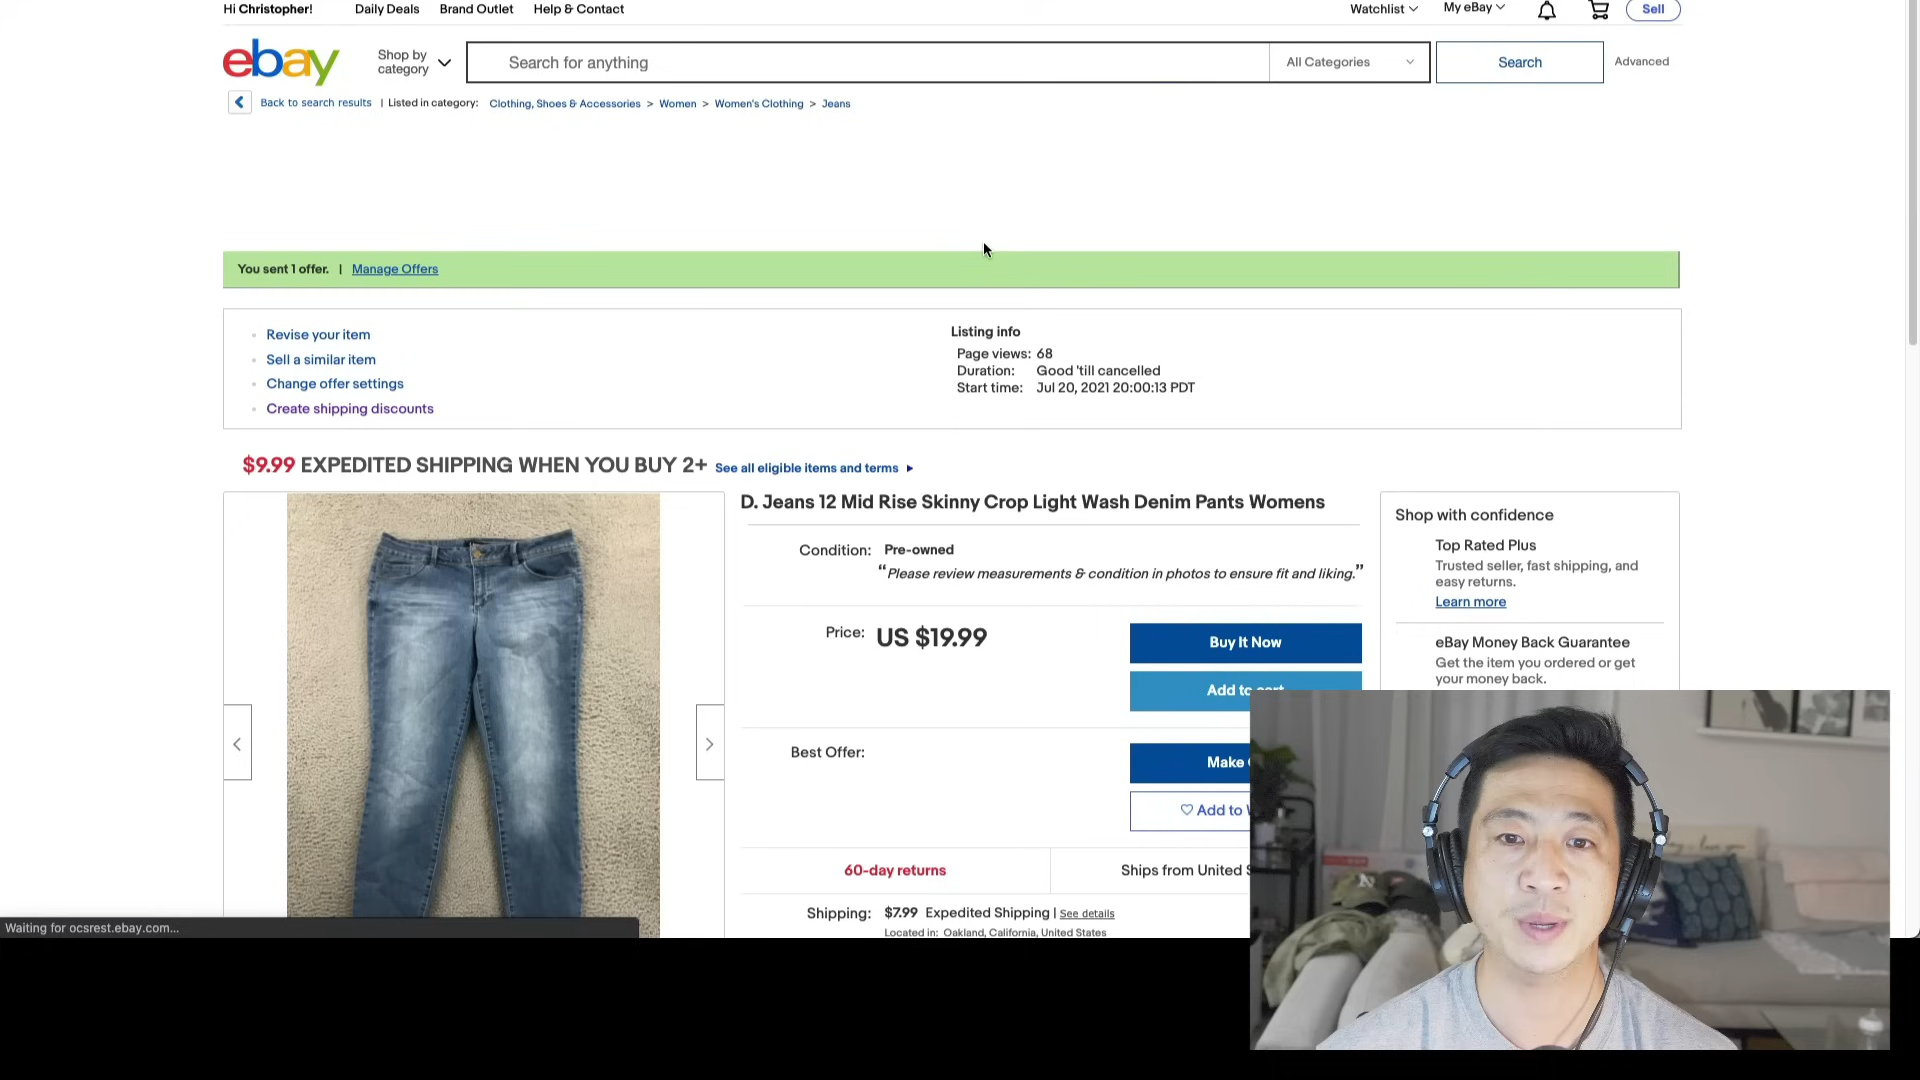 Hi Christopher!
Daily Deals
Brand Outlet
Help & Contact
Watchlist
My eBay
Sell
ebay
Shop by
category
Search for anything
All Categories
Search
Advanced
Back to search results | Listed in category: Clothing, Shoes & Accessories > Women > Women's Clothing > Jeans
You sent 1 offer. | Manage Offers
Revise your item
Sell a similar item
Change offer settings
Create shipping discounts
Listing info
Page views: 68
Duration: Good 'till cancelled
Start time: Jul 20, 2021 20:00:13 PDT
$9.99 EXPEDITED SHIPPING WHEN YOU BUY 2+ See all eligible items and terms
D. Jeans 12 Mid Rise Skinny Crop Light Wash Denim Pants Womens
Condition: Pre-owned
“Please review measurements & condition in photos to ensure fit and liking.”
Price: US $19.99
Buy It Now
Add to cart
Best Offer:
Make
Add to
60-day returns
Ships from United
Shipping: $7.99 Expedited Shipping | See details
Located in: Oakland, California, United States
Shop with confidence
Top Rated Plus
Trusted seller, fast shipping, and
easy returns.
Learn more
eBay Money Back Guarantee
Get the item you ordered or get
your money back.
Waiting for ocsrest.ebay.com...